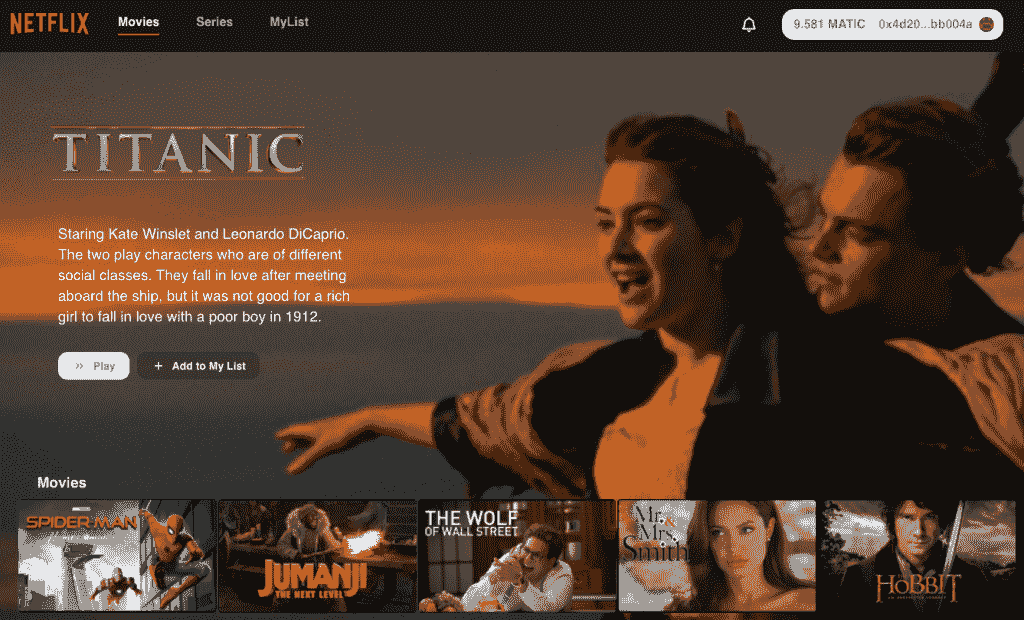 NETFLIX
Movies
Series
MyList
9.581 MATIC 0x4d20...bb004a
TITANIC
Staring Kate Winslet and Leonardo DiCaprio.
The two play characters who are of different
social classes. They fall in love after meeting
aboard the ship, but it was not good for a rich
girl to fall in love with a poor boy in 1912.
Play
Add to My List
Movies
SPIDER-MAN
JUMANJI
THE NEXT LEVEL
THE WOLF
OF WALL STREET
Mr.
Mrs.
Smith
HOBBIT